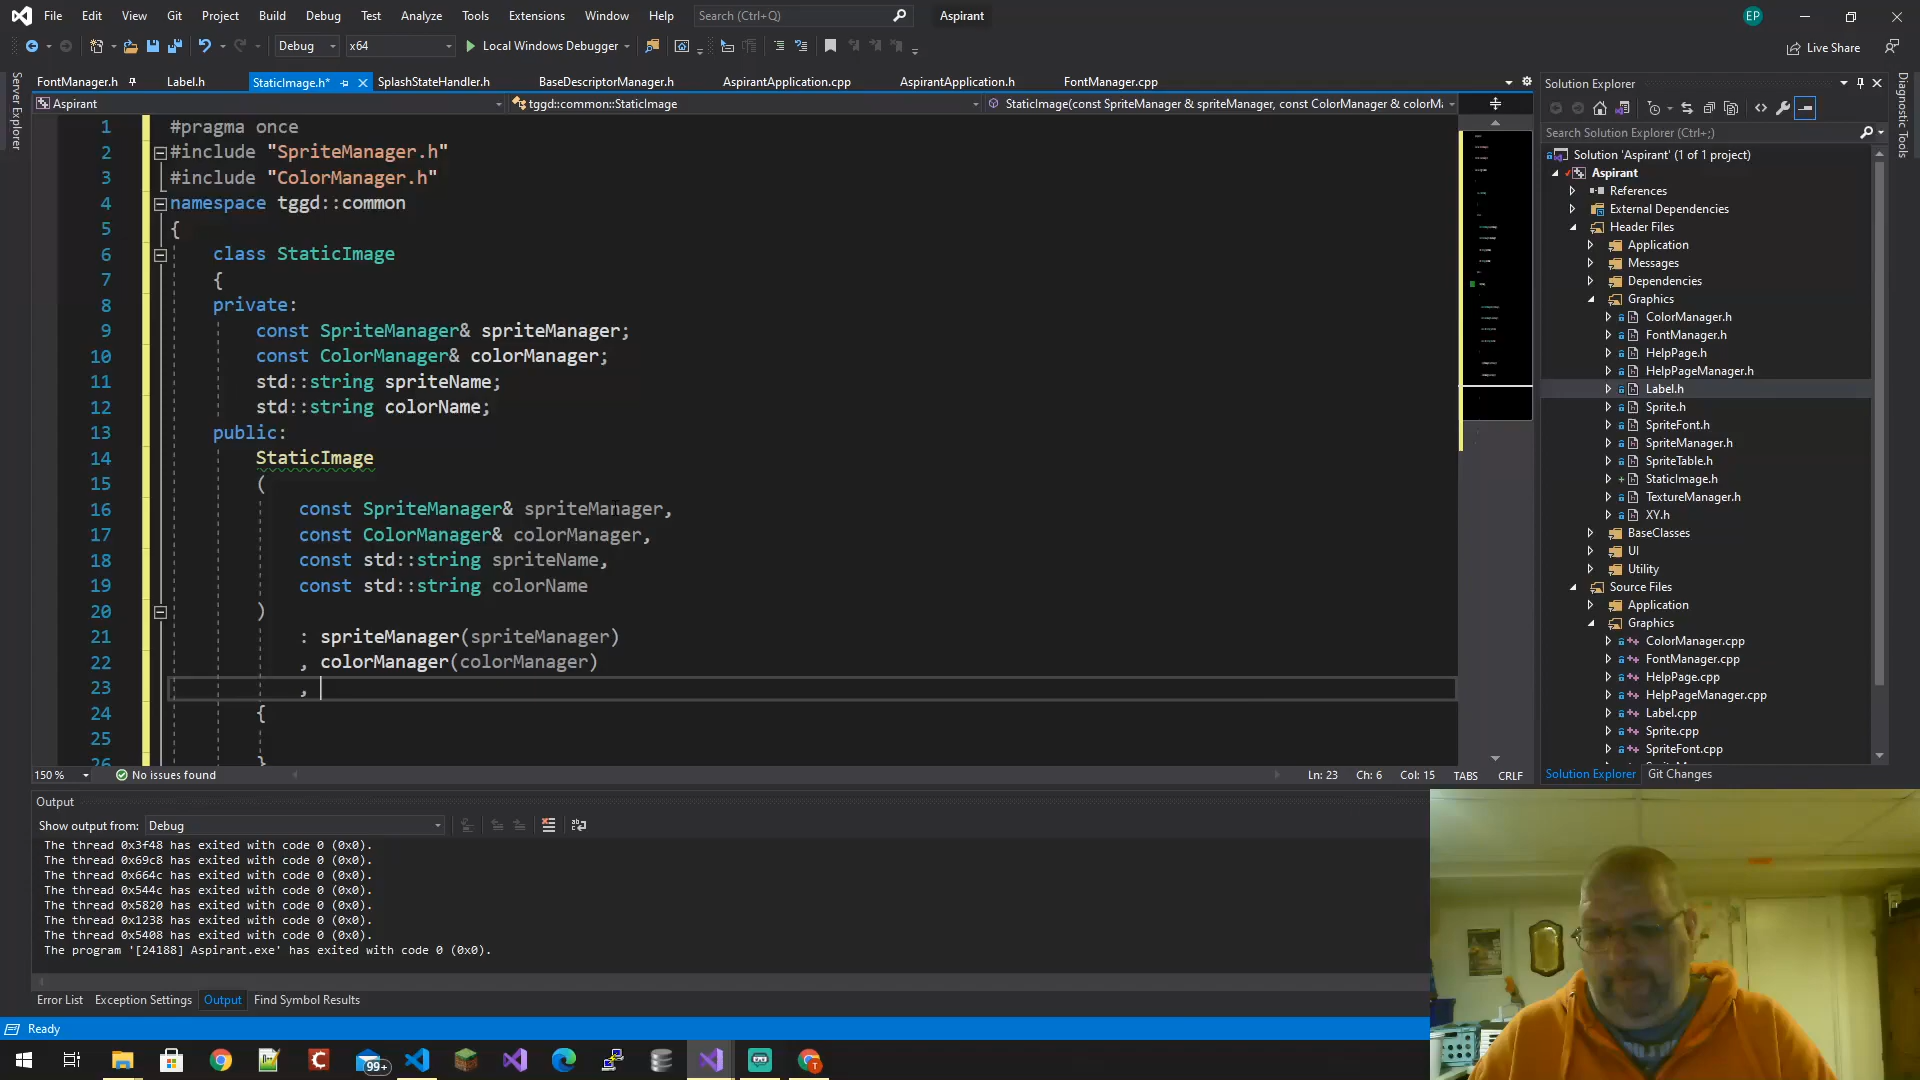 File Edit View Git Project Build Debug Test Analyze Tools Extensions Window Help Search (Ctrl+Q) Aspirant EP
Debug x64 Local Windows Debugger Live Share
FontManager.h Label.h StaticImage.h* SplashStateHandler.h BaseDescriptorManager.h AspirantApplication.cpp AspirantApplication.h FontManager.cpp
Aspirant tggd::common::StaticImage StaticImage(const SpriteManager & spriteManager, const ColorManager & colorMa
Server Explorer
1 #pragma once
2 #include "SpriteManager.h"
3 #include "ColorManager.h"
4 namespace tggd::common
5 {
6 class StaticImage
7 {
8 private:
9 const SpriteManager& spriteManager;
10 const ColorManager& colorManager;
11 std::string spriteName;
12 std::string colorName;
13 public:
14 StaticImage
15 (
16 const SpriteManager& spriteManager,
17 const ColorManager& colorManager,
18 const std::string spriteName,
19 const std::string colorName
20 )
21 : spriteManager(spriteManager)
22 , colorManager(colorManager)
23 ,
24 {
25
26 }
150 % No issues found Ln: 23 Ch: 6 Col: 15 TABS CRLF
Solution Explorer
Search Solution Explorer (Ctrl+;)
Solution 'Aspirant' (1 of 1 project)
Aspirant
References
External Dependencies
Header Files
Application
Messages
Dependencies
Graphics
ColorManager.h
FontManager.h
HelpPage.h
HelpPageManager.h
Label.h
Sprite.h
SpriteFont.h
SpriteManager.h
SpriteTable.h
StaticImage.h
TextureManager.h
XY.h
BaseClasses
UI
Utility
Source Files
Application
Graphics
ColorManager.cpp
FontManager.cpp
HelpPage.cpp
HelpPageManager.cpp
Label.cpp
Sprite.cpp
SpriteFont.cpp
Solution Explorer Git Changes
Diagnostic Tools
Output
Show output from: Debug
The thread 0x3f48 has exited with code 0 (0x0).
The thread 0x69c8 has exited with code 0 (0x0).
The thread 0x664c has exited with code 0 (0x0).
The thread 0x544c has exited with code 0 (0x0).
The thread 0x5820 has exited with code 0 (0x0).
The thread 0x1238 has exited with code 0 (0x0).
The thread 0x5408 has exited with code 0 (0x0).
The program '[24188] Aspirant.exe' has exited with code 0 (0x0).
Error List Exception Settings Output Find Symbol Results
Ready
99+
T